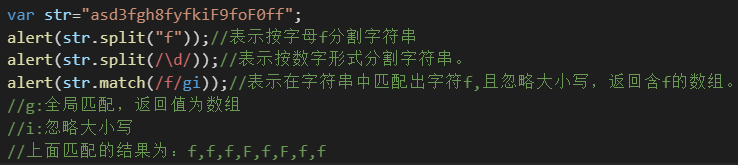 var str="asd3fgh8fyfkiF9foF0ff";
alert(str.split("f"));//表示按字母f分割字符串
alert(str.split(/\d/));//表示按数字形式分割字符串。
alert(str.match(/f/gi));//表示在字符串中匹配出字符f,且忽略大小写，返回含f的数组。
//g:全局匹配，返回值为数组
//i:忽略大小写
//上面匹配的结果为：f,f,f,F,f,F,f,f